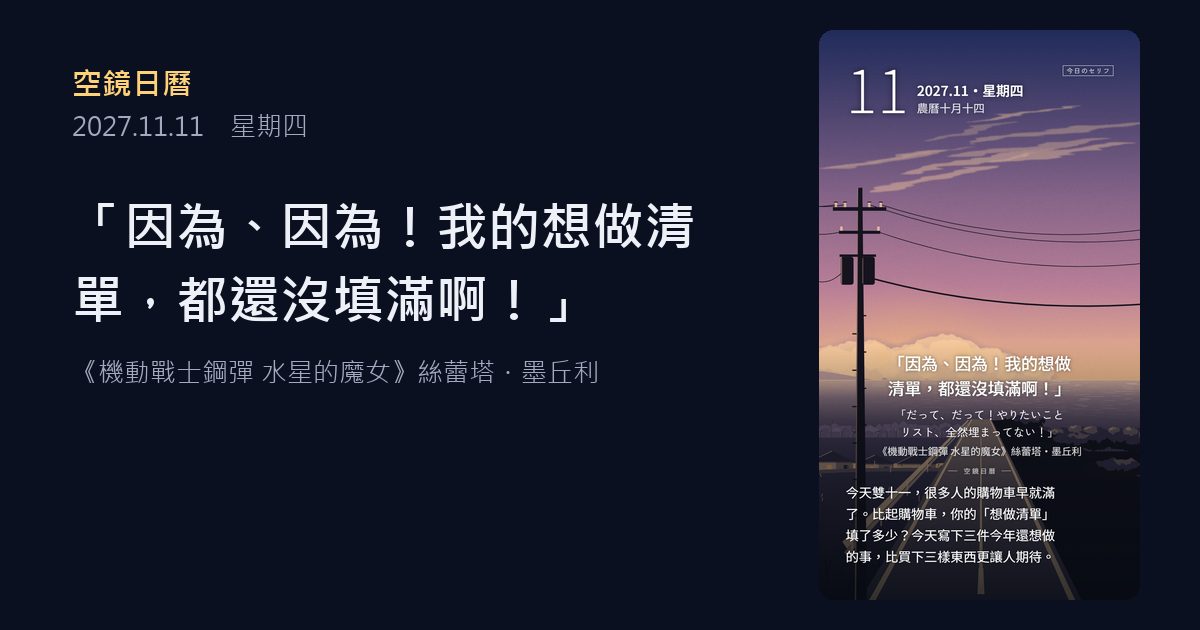 空鏡日曆
2027.11.11　星期四
「因為、因為！我的想做清
單，都還沒填滿啊！」
《機動戰士鋼彈 水星的魔女》絲蕾塔・墨丘利
今日のセリフ
11
2027.11・星期四
農曆十月十四
「因為、因為！我的想做
清單，都還沒填滿啊！」
「だって、だって！やりたいこと
リスト、全然埋まってない！」
《機動戰士鋼彈 水星的魔女》絲蕾塔・墨丘利
— 空鏡日曆 —
今天雙十一，很多人的購物車早就滿
了。比起購物車，你的「想做清單」
填了多少？今天寫下三件今年還想做
的事，比買下三樣東西更讓人期待。